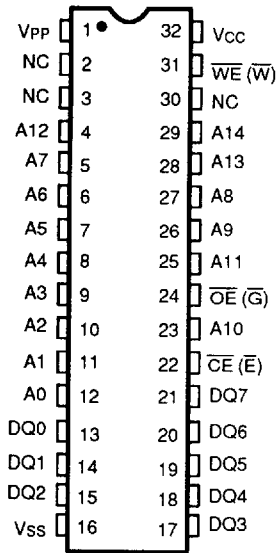 VPP 1 32 VCC
NC 2 31 W̅E̅ (W̅)
NC 3 30 NC
A12 4 29 A14
A7 5 28 A13
A6 6 27 A8
A5 7 26 A9
A4 8 25 A11
A3 9 24 O̅E̅ (G̅)
A2 10 23 A10
A1 11 22 C̅E̅ (E̅)
A0 12 21 DQ7
DQ0 13 20 DQ6
DQ1 14 19 DQ5
DQ2 15 18 DQ4
VSS 16 17 DQ3